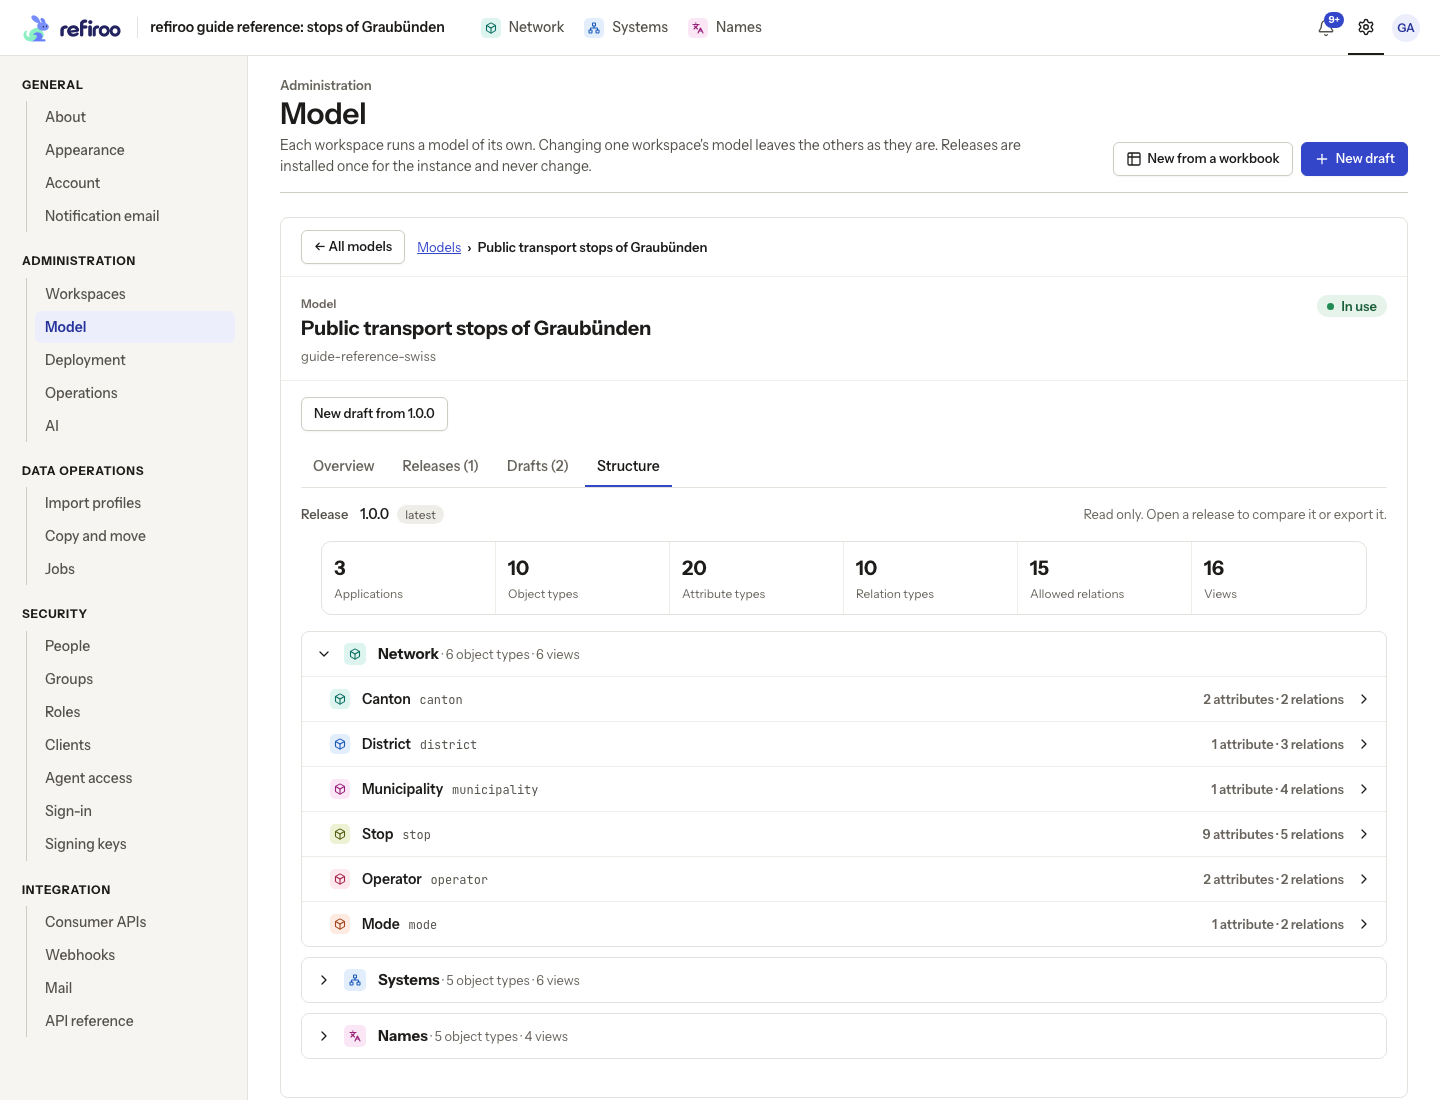 refiroo
refiroo guide reference: stops of Graubünden
Network
Systems
Names
9+
GA
GENERAL
About
Appearance
Account
Notification email
ADMINISTRATION
Workspaces
Model
Deployment
Operations
AI
DATA OPERATIONS
Import profiles
Copy and move
Jobs
SECURITY
People
Groups
Roles
Clients
Agent access
Sign-in
Signing keys
INTEGRATION
Consumer APIs
Webhooks
Mail
API reference
Administration
Model
Each workspace runs a model of its own. Changing one workspace's model leaves the others as they are. Releases are
installed once for the instance and never change.
New from a workbook
+ New draft
← All models
Models › Public transport stops of Graubünden
Model
Public transport stops of Graubünden
guide-reference-swiss
In use
New draft from 1.0.0
Overview
Releases (1)
Drafts (2)
Structure
Release 1.0.0 latest
Read only. Open a release to compare it or export it.
3
Applications
10
Object types
20
Attribute types
10
Relation types
15
Allowed relations
16
Views
Network · 6 object types · 6 views
Canton canton 2 attributes · 2 relations
District district 1 attribute · 3 relations
Municipality municipality 1 attribute · 4 relations
Stop stop 9 attributes · 5 relations
Operator operator 2 attributes · 2 relations
Mode mode 1 attribute · 2 relations
Systems · 5 object types · 6 views
Names · 5 object types · 4 views